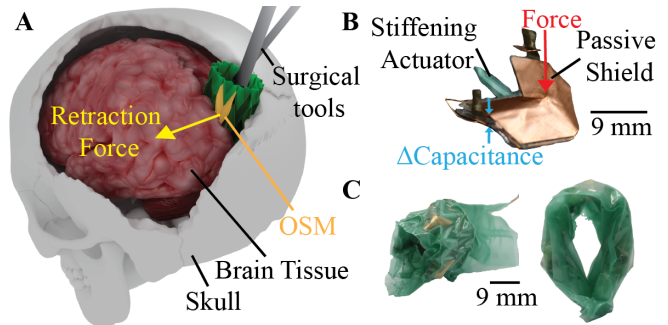 A
Surgical
tools
Retraction
Force
OSM
Brain Tissue
Skull
B
Force
Stiffening
Actuator
Passive
Shield
9 mm
ΔCapacitance
C
9 mm